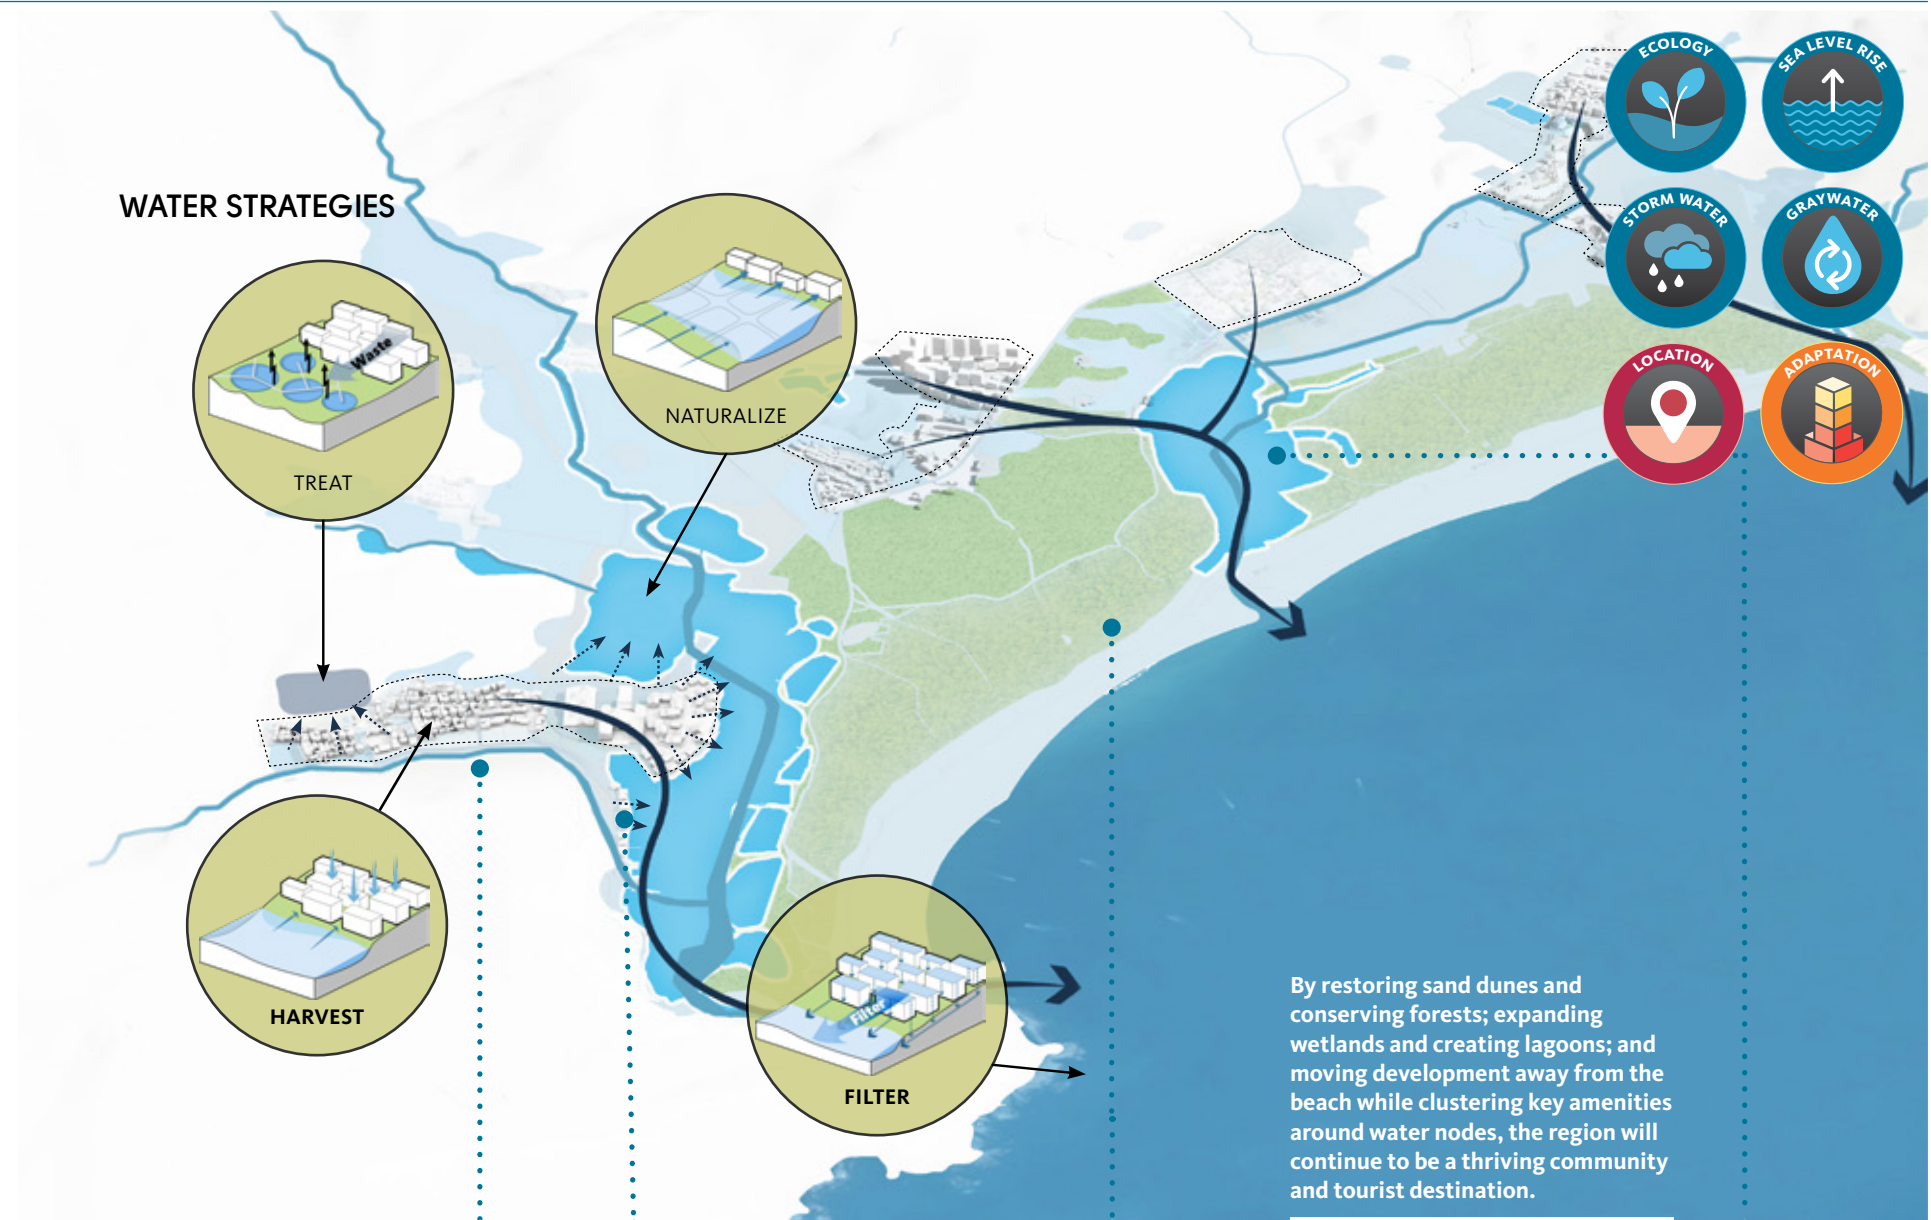 WATER STRATEGIES
ECOLOGY
SEA LEVEL RISE
STORM WATER
GRAYWATER
LOCATION
ADAPTATION
Waste
TREAT
NATURALIZE
HARVEST
Filter
FILTER
By restoring sand dunes and
conserving forests; expanding
wetlands and creating lagoons; and
moving development away from the
beach while clustering key amenities
around water nodes, the region will
continue to be a thriving community
and tourist destination.